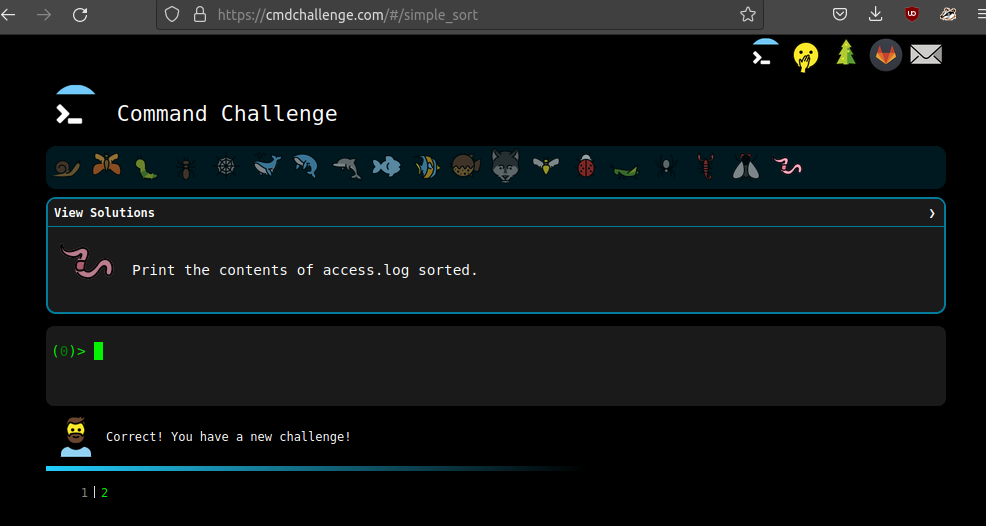 https://cmdchallenge.com/#/simple_sort
Command Challenge
View Solutions
Print the contents of access.log sorted.
(0)>
Correct! You have a new challenge!
1 2